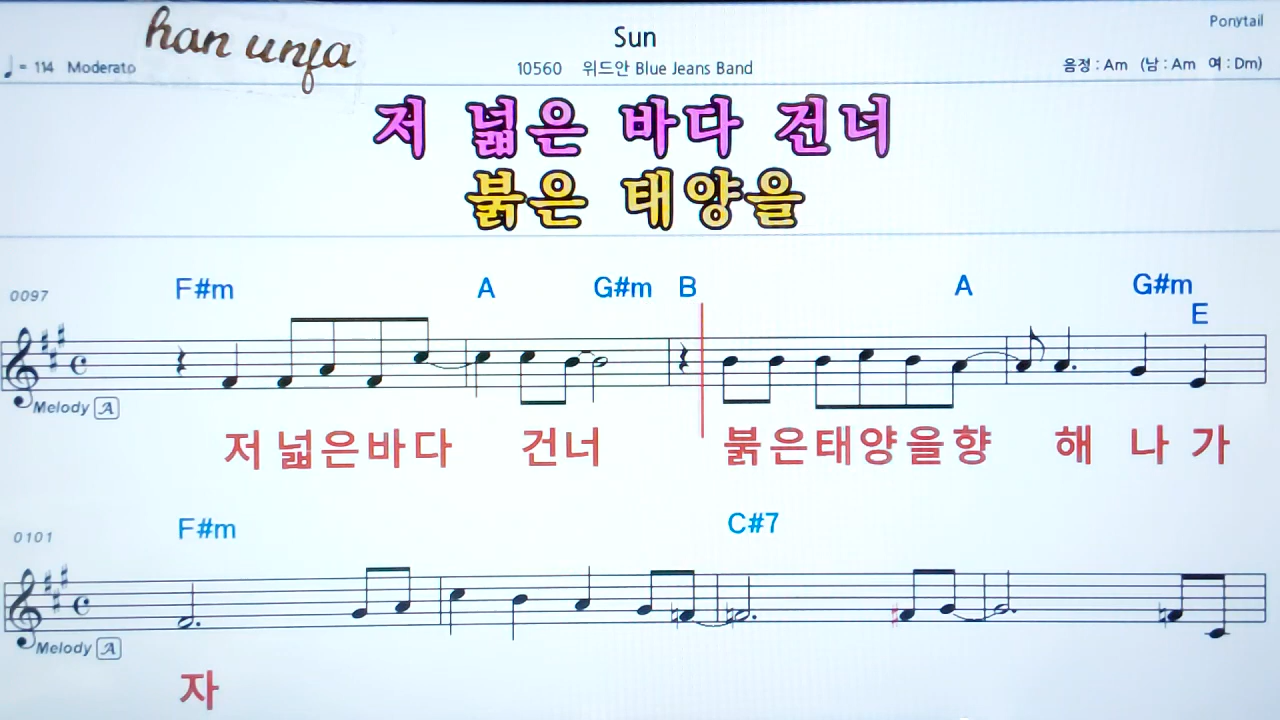 han unfa
Sun
Ponytail
♩ = 114 Moderato
10560 위드안 Blue Jeans Band
음정 : Am (남 : Am 여 : Dm)
저 넓은 바다 건너
붉은 태양을
0097
F#m A G#m B A G#m E
Melody A
저 넓은바다 건너 붉은태양을향 해 나 가
0101
F#m C#7
Melody A
자